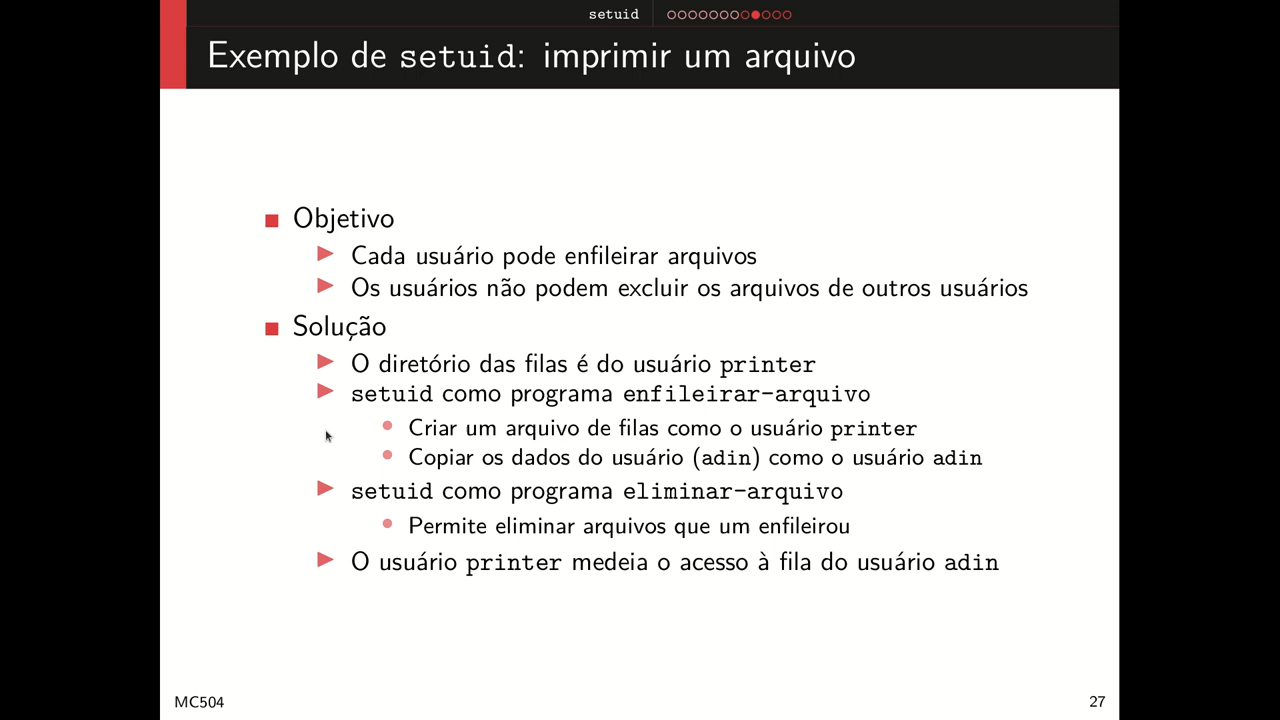 setuid
Exemplo de setuid: imprimir um arquivo
Objetivo
Cada usuário pode enfileirar arquivos
Os usuários não podem excluir os arquivos de outros usuários
Solução
O diretório das filas é do usuário printer
setuid como programa enfileirar-arquivo
Criar um arquivo de filas como o usuário printer
Copiar os dados do usuário (adin) como o usuário adin
setuid como programa eliminar-arquivo
Permite eliminar arquivos que um enfileirou
O usuário printer medeia o acesso à fila do usuário adin
MC504
27